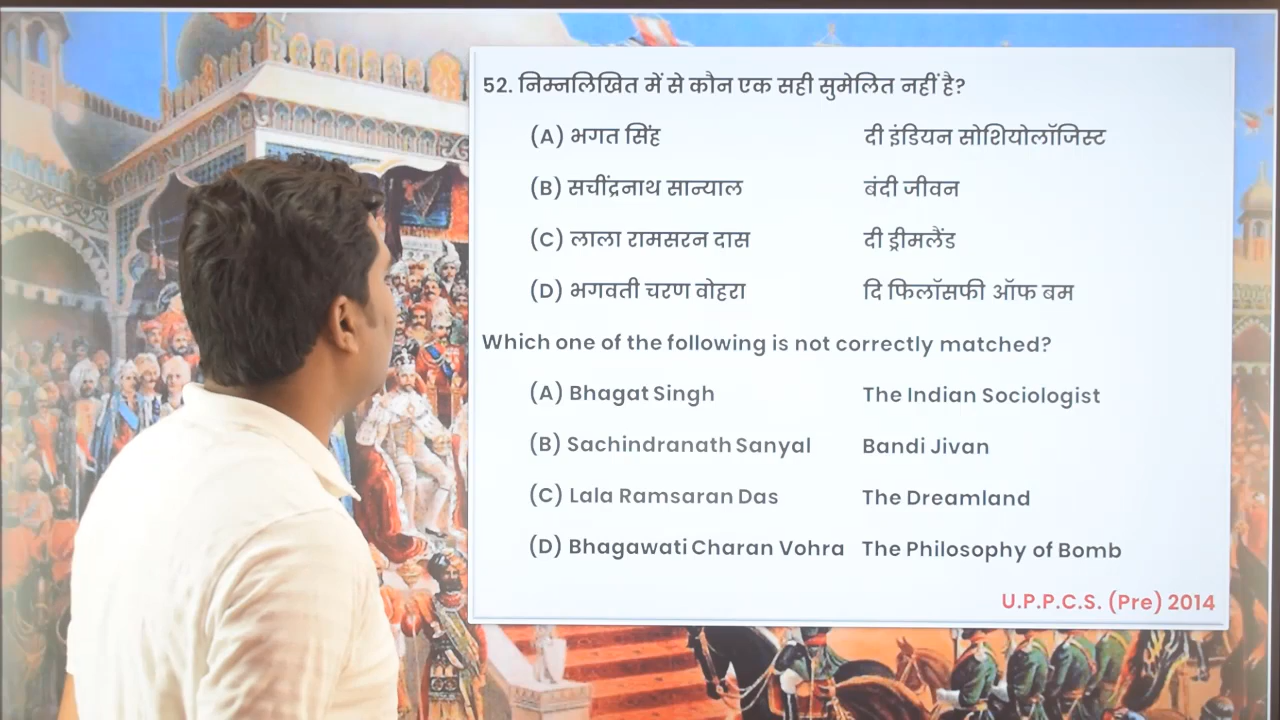 52. निम्नलिखित में से कौन एक सही सुमेलित नहीं है?
(A) भगत सिंह दी इंडियन सोशियोलॉजिस्ट
(B) सचींद्रनाथ सान्याल बंदी जीवन
(C) लाला रामसरन दास दी ड्रीमलैंड
(D) भगवती चरण वोहरा दि फिलॉसफी ऑफ बम
Which one of the following is not correctly matched?
(A) Bhagat Singh The Indian Sociologist
(B) Sachindranath Sanyal Bandi Jivan
(C) Lala Ramsaran Das The Dreamland
(D) Bhagawati Charan Vohra The Philosophy of Bomb
U.P.P.C.S. (Pre) 2014